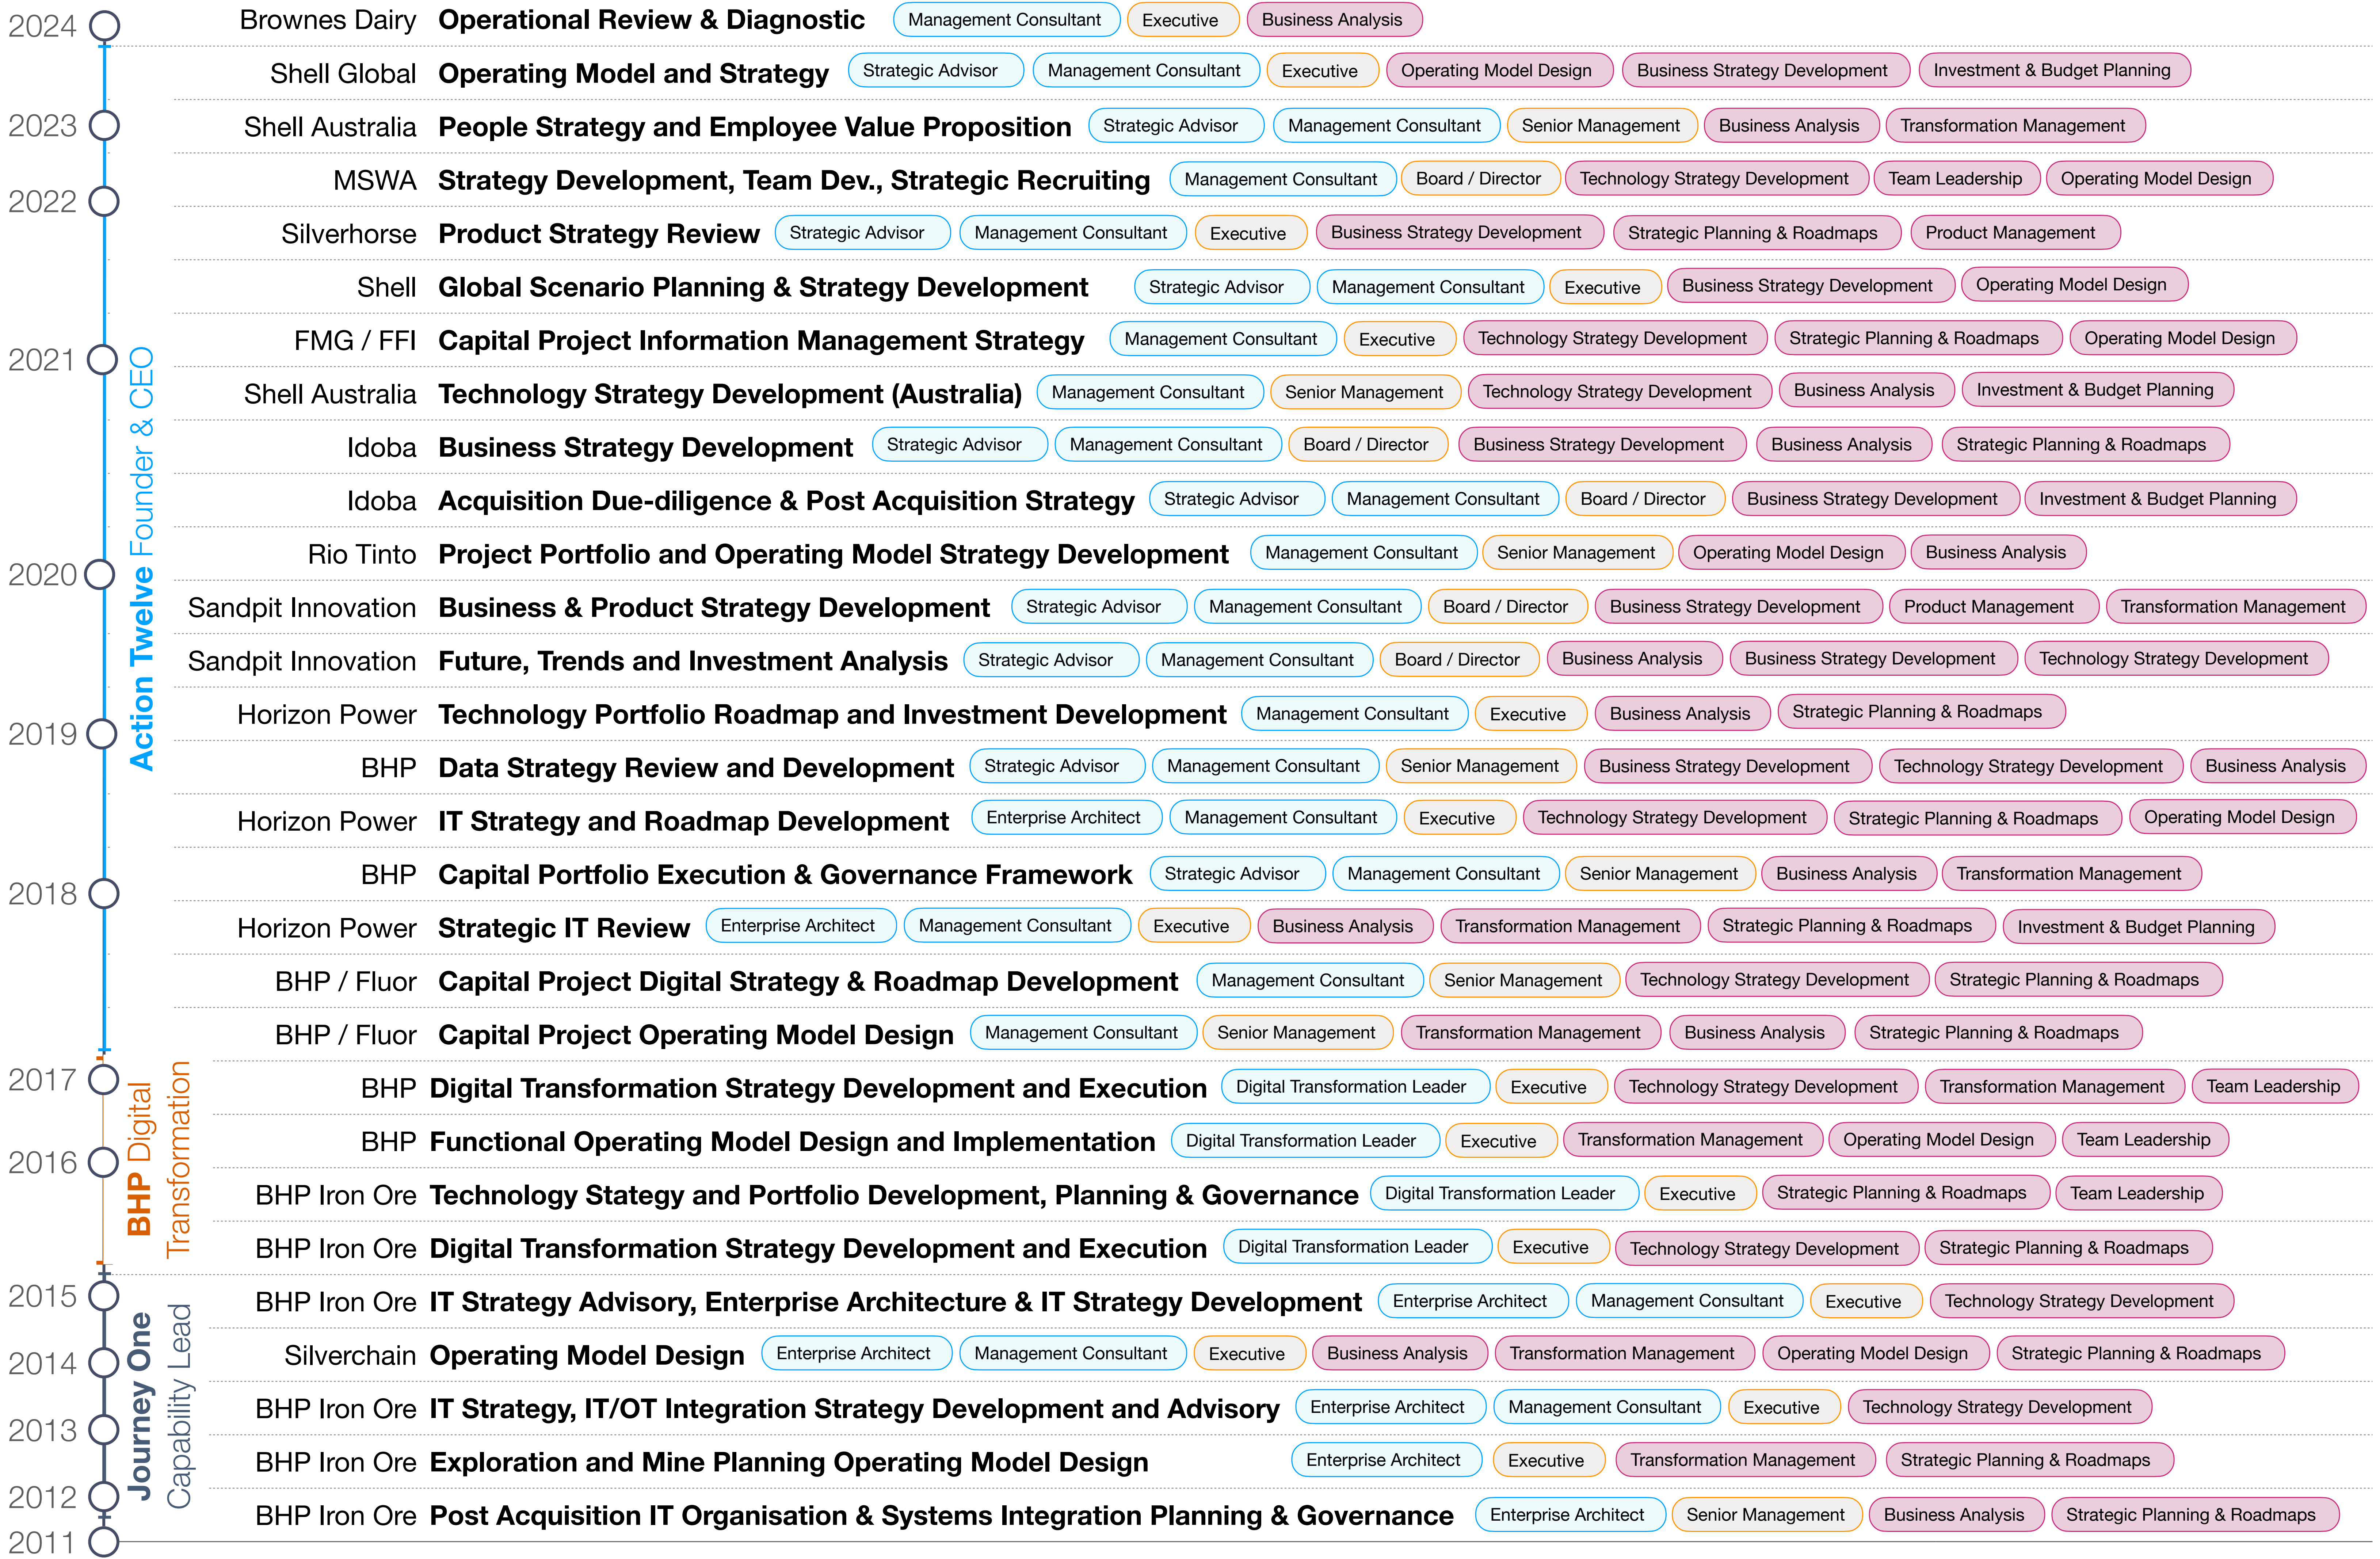 2024
Brownes Dairy Operational Review & Diagnostic Management Consultant Executive Business Analysis
Shell Global Operating Model and Strategy Strategic Advisor Management Consultant Executive Operating Model Design Business Strategy Development Investment & Budget Planning
2023
Shell Australia People Strategy and Employee Value Proposition Strategic Advisor Management Consultant Senior Management Business Analysis Transformation Management
MSWA Strategy Development, Team Dev., Strategic Recruiting Management Consultant Board / Director Technology Strategy Development Team Leadership Operating Model Design
2022
Silverhorse Product Strategy Review Strategic Advisor Management Consultant Executive Business Strategy Development Strategic Planning & Roadmaps Product Management
Shell Global Scenario Planning & Strategy Development Strategic Advisor Management Consultant Executive Business Strategy Development Operating Model Design
FMG / FFI Capital Project Information Management Strategy Management Consultant Executive Technology Strategy Development Strategic Planning & Roadmaps Operating Model Design
2021
Shell Australia Technology Strategy Development (Australia) Management Consultant Senior Management Technology Strategy Development Business Analysis Investment & Budget Planning
Idoba Business Strategy Development Strategic Advisor Management Consultant Board / Director Business Strategy Development Business Analysis Strategic Planning & Roadmaps
Idoba Acquisition Due-diligence & Post Acquisition Strategy Strategic Advisor Management Consultant Board / Director Business Strategy Development Investment & Budget Planning
Action Twelve Founder & CEO
Rio Tinto Project Portfolio and Operating Model Strategy Development Management Consultant Senior Management Operating Model Design Business Analysis
2020
Sandpit Innovation Business & Product Strategy Development Strategic Advisor Management Consultant Board / Director Business Strategy Development Product Management Transformation Management
Sandpit Innovation Future, Trends and Investment Analysis Strategic Advisor Management Consultant Board / Director Business Analysis Business Strategy Development Technology Strategy Development
Horizon Power Technology Portfolio Roadmap and Investment Development Management Consultant Executive Business Analysis Strategic Planning & Roadmaps
2019
BHP Data Strategy Review and Development Strategic Advisor Management Consultant Senior Management Business Strategy Development Technology Strategy Development Business Analysis
Horizon Power IT Strategy and Roadmap Development Enterprise Architect Management Consultant Executive Technology Strategy Development Strategic Planning & Roadmaps Operating Model Design
BHP Capital Portfolio Execution & Governance Framework Strategic Advisor Management Consultant Senior Management Business Analysis Transformation Management
2018
Horizon Power Strategic IT Review Enterprise Architect Management Consultant Executive Business Analysis Transformation Management Strategic Planning & Roadmaps Investment & Budget Planning
BHP / Fluor Capital Project Digital Strategy & Roadmap Development Management Consultant Senior Management Technology Strategy Development Strategic Planning & Roadmaps
BHP / Fluor Capital Project Operating Model Design Management Consultant Senior Management Transformation Management Business Analysis Strategic Planning & Roadmaps
2017
BHP Digital Transformation Strategy Development and Execution Digital Transformation Leader Executive Technology Strategy Development Transformation Management Team Leadership
BHP Functional Operating Model Design and Implementation Digital Transformation Leader Executive Transformation Management Operating Model Design Team Leadership
2016
BHP Digital
Transformation
BHP Iron Ore Technology Stategy and Portfolio Development, Planning & Governance Digital Transformation Leader Executive Strategic Planning & Roadmaps Team Leadership
BHP Iron Ore Digital Transformation Strategy Development and Execution Digital Transformation Leader Executive Technology Strategy Development Strategic Planning & Roadmaps
2015
BHP Iron Ore IT Strategy Advisory, Enterprise Architecture & IT Strategy Development Enterprise Architect Management Consultant Executive Technology Strategy Development
2014
Silverchain Operating Model Design Enterprise Architect Management Consultant Executive Business Analysis Transformation Management Operating Model Design Strategic Planning & Roadmaps
Journey One
Capability Lead
BHP Iron Ore IT Strategy, IT/OT Integration Strategy Development and Advisory Enterprise Architect Management Consultant Executive Technology Strategy Development
2013
BHP Iron Ore Exploration and Mine Planning Operating Model Design Enterprise Architect Executive Transformation Management Strategic Planning & Roadmaps
2012
BHP Iron Ore Post Acquisition IT Organisation & Systems Integration Planning & Governance Enterprise Architect Senior Management Business Analysis Strategic Planning & Roadmaps
2011